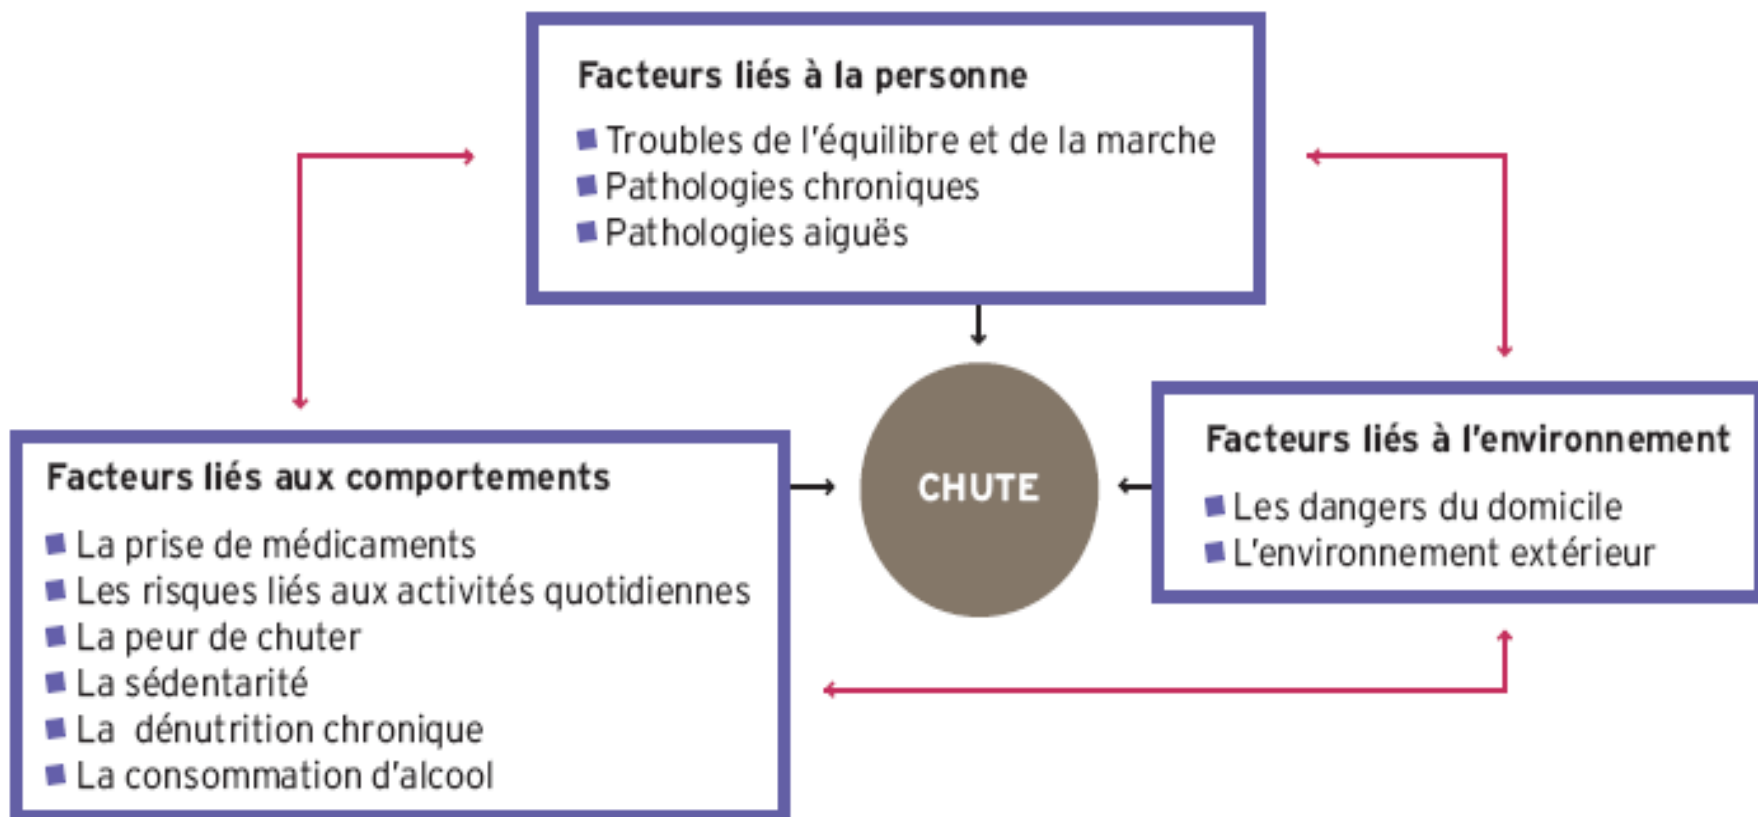 Facteurs liés à la personne
Troubles de l'équilibre et de la marche
Pathologies chroniques
Pathologies aiguës
Facteurs liés aux comportements
La prise de médicaments
Les risques liés aux activités quotidiennes
La peur de chuter
La sédentarité
La dénutrition chronique
La consommation d'alcool
CHUTE
Facteurs liés à l'environnement
Les dangers du domicile
L'environnement extérieur